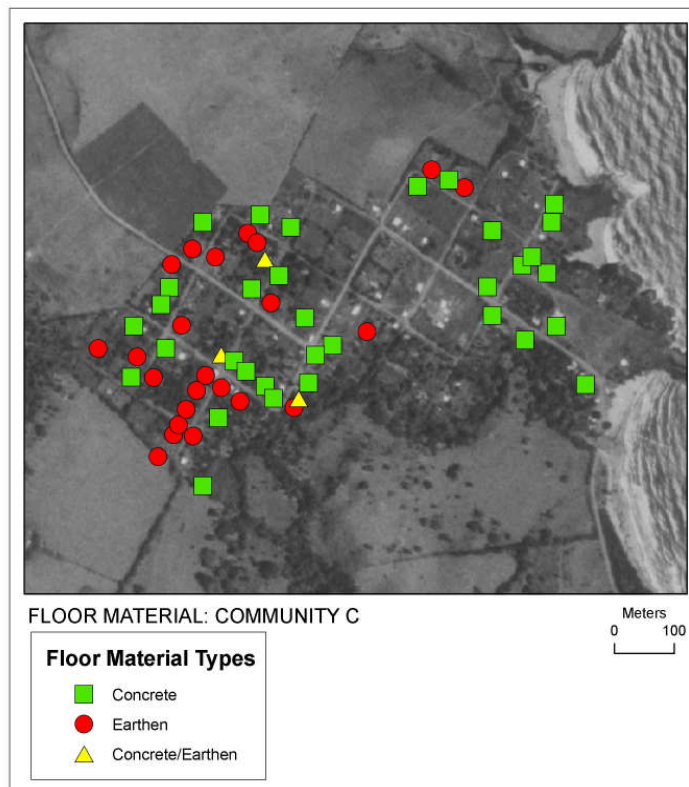 FLOOR MATERIAL: COMMUNITY C
Meters
0 100
Floor Material Types
Concrete
Earthen
Concrete/Earthen